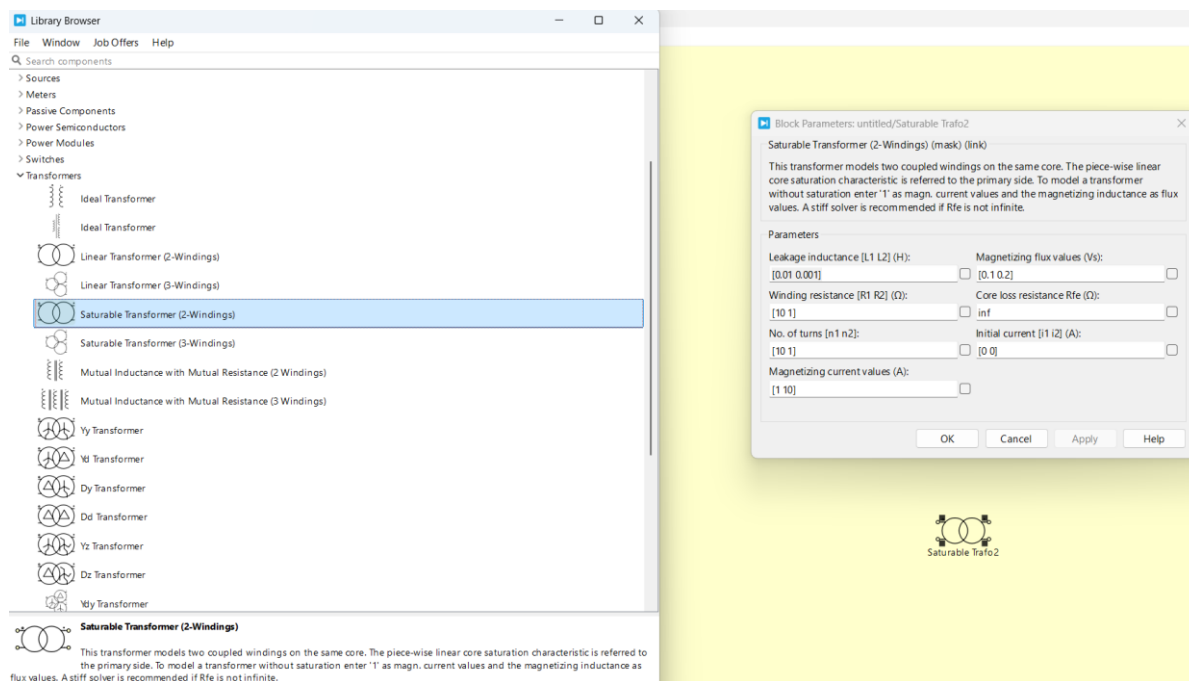 Library Browser
File Window Job Offers Help
Search components
Sources
Meters
Passive Components
Power Semiconductors
Power Modules
Switches
Transformers
Ideal Transformer
Ideal Transformer
Linear Transformer (2-Windings)
Linear Transformer (3-Windings)
Saturable Transformer (2-Windings)
Saturable Transformer (3-Windings)
Mutual Inductance with Mutual Resistance (2 Windings)
Mutual Inductance with Mutual Resistance (3 Windings)
Yy Transformer
Yd Transformer
Dy Transformer
Dd Transformer
Yz Transformer
Dz Transformer
Ydy Transformer
Saturable Transformer (2-Windings)
This transformer models two coupled windings on the same core. The piece-wise linear core saturation characteristic is referred to
the primary side. To model a transformer without saturation enter '1' as magn. current values and the magnetizing inductance as
flux values. A stiff solver is recommended if Rfe is not infinite.
Block Parameters: untitled/Saturable Trafo2
Saturable Transformer (2-Windings) (mask) (link)
This transformer models two coupled windings on the same core. The piece-wise linear
core saturation characteristic is referred to the primary side. To model a transformer
without saturation enter '1' as magn. current values and the magnetizing inductance as flux
values. A stiff solver is recommended if Rfe is not infinite.
Parameters
Leakage inductance [L1 L2] (H): Magnetizing flux values (Vs):
[0.01 0.001] [0.1 0.2]
Winding resistance [R1 R2] (Ω): Core loss resistance Rfe (Ω):
[10 1] inf
No. of turns [n1 n2]: Initial current [i1 i2] (A):
[10 1] [0 0]
Magnetizing current values (A):
[1 10]
OK Cancel Apply Help
Saturable Trafo2